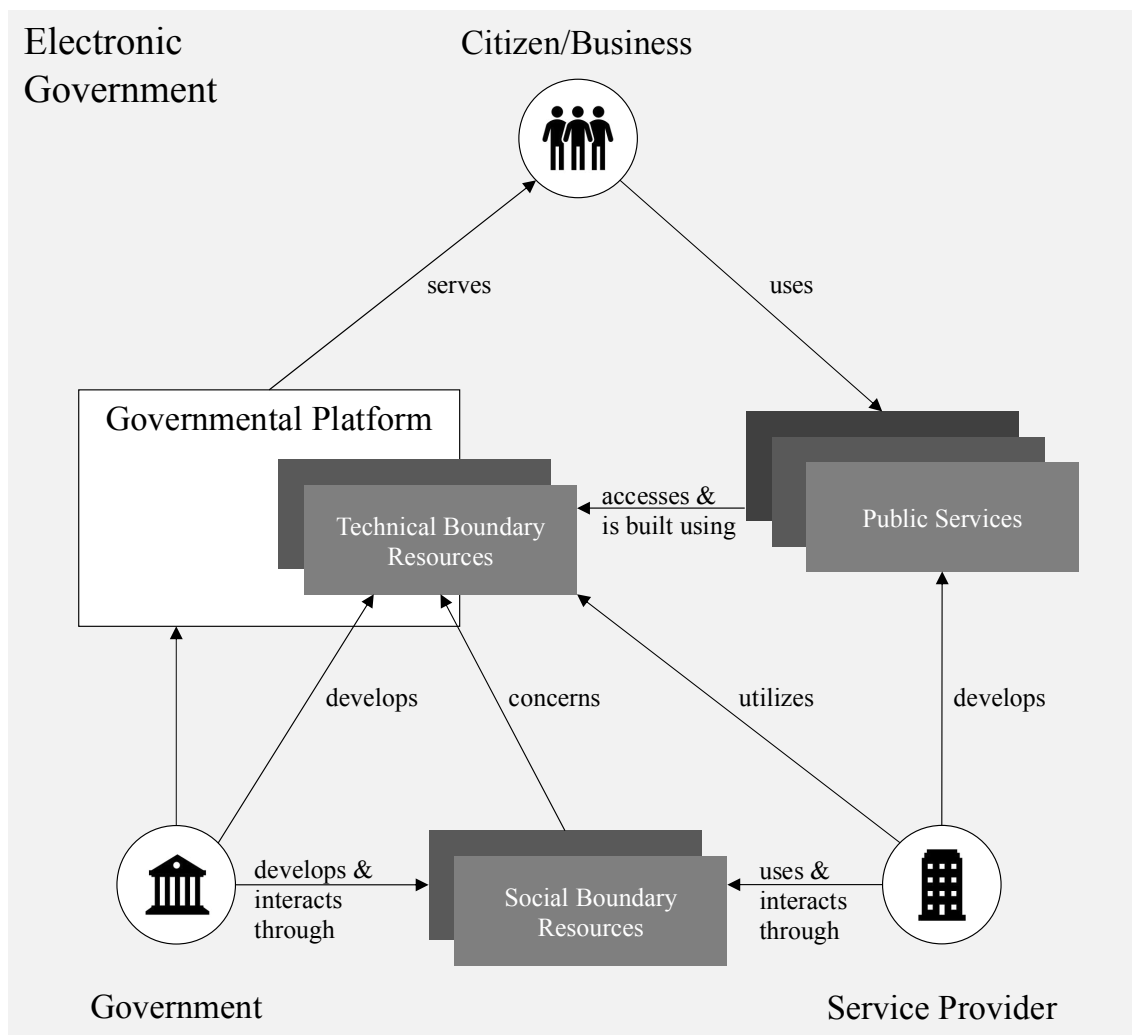 Electronic
Government
Citizen/Business
serves
uses
Governmental Platform
accesses &
is built using
Technical Boundary
Resources
Public Services
develops
concerns
utilizes
develops
develops &
interacts
through
Social Boundary
Resources
uses &
interacts
through
Government
Service Provider